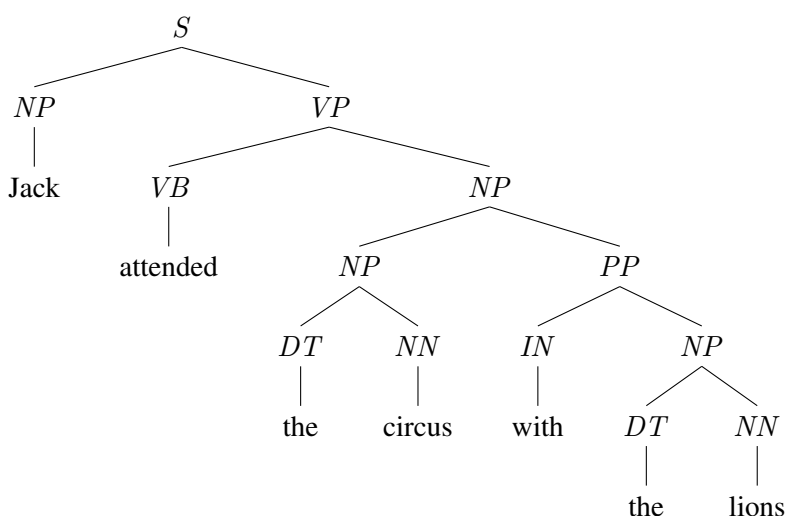 S
NP VP
Jack VB NP
attended NP PP
DT NN IN NP
the circus with DT NN
the lions